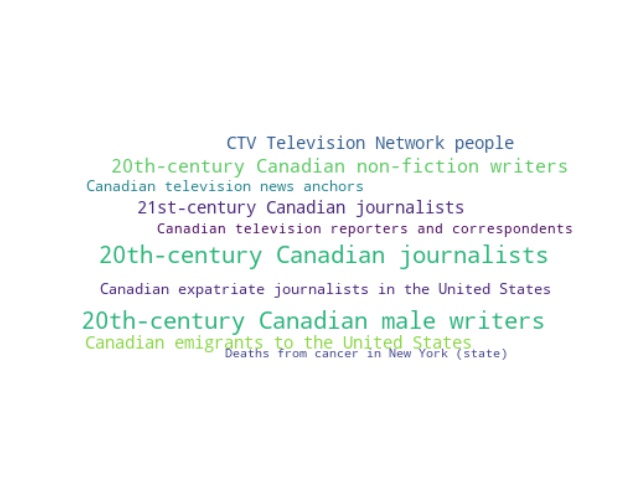 CTV Television Network people
20th-century Canadian non-fiction writers
Canadian television news anchors
21st-century Canadian journalists
Canadian television reporters and correspondents
20th-century Canadian journalists
Canadian expatriate journalists in the United States
20th-century Canadian male writers
Canadian emigrants to the United States
Deaths from cancer in New York (state)